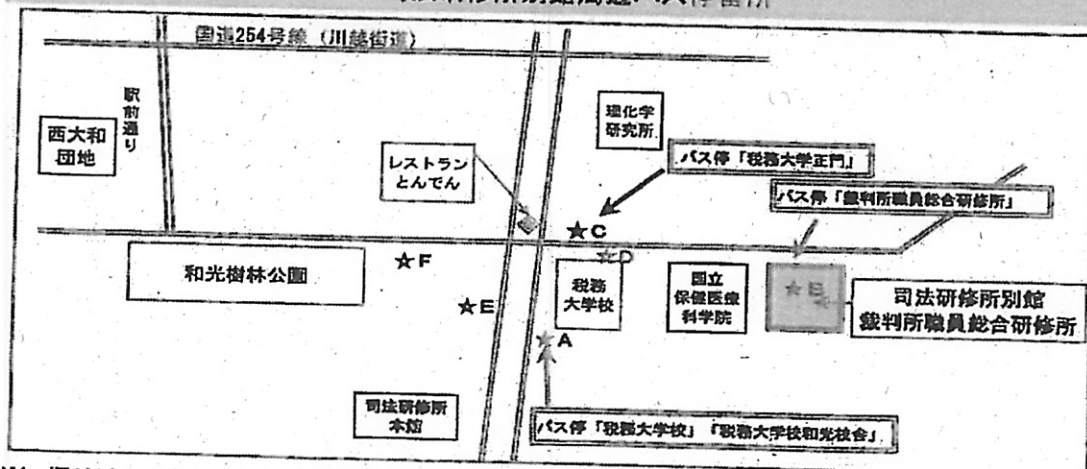 バス停留所
国道254号線（川越街道）
駅前通り
西大和
団地
理化学
研究所
レストラン
とんでん
バス停「税務大学正門」
バス停「裁判所職員総合研修所」
C
D
F
和光樹林公園
E
税務
大学校
国立
保健医療
科学院
B
司法研修所別館
裁判所職員総合研修所
A
司法研修所
本館
バス停「税務大学校」「税務大学校和光校舎」